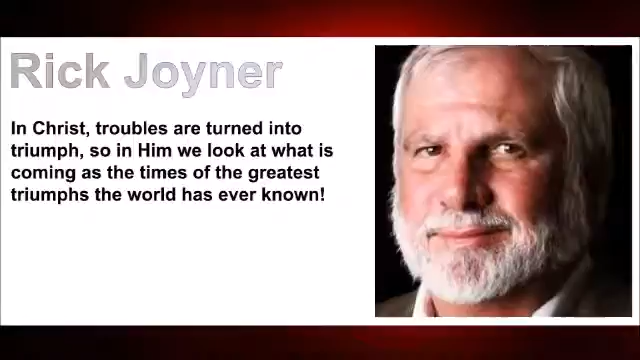 Rick Joyner
In Christ, troubles are turned into
triumph, so in Him we look at what is
coming as the times of the greatest
triumphs the world has ever known!